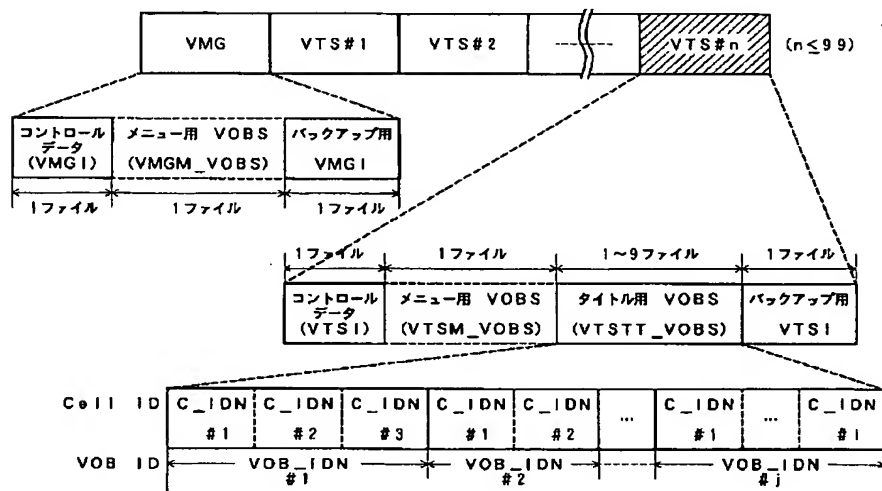 VMG VTS#1 VTS#2 VTS#n (n≦99)
コントロール メニュー用 VOBS バックアップ用
データ (VMGM_VOBS) VMGI
(VMGI)
1ファイル 1ファイル 1ファイル
1ファイル 1ファイル 1~9ファイル 1ファイル
コントロール メニュー用 VOBS タイトル用 VOBS バックアップ用
データ (VTSM_VOBS) (VTSTT_VOBS) VTSI
(VTSI)
Cell ID C_IDN C_IDN C_IDN C_IDN C_IDN ... C_IDN ... C_IDN
#1 #2 #3 #1 #2 #1 #i
VOB ID VOB_IDN VOB_IDN VOB_IDN
#1 #2 #j